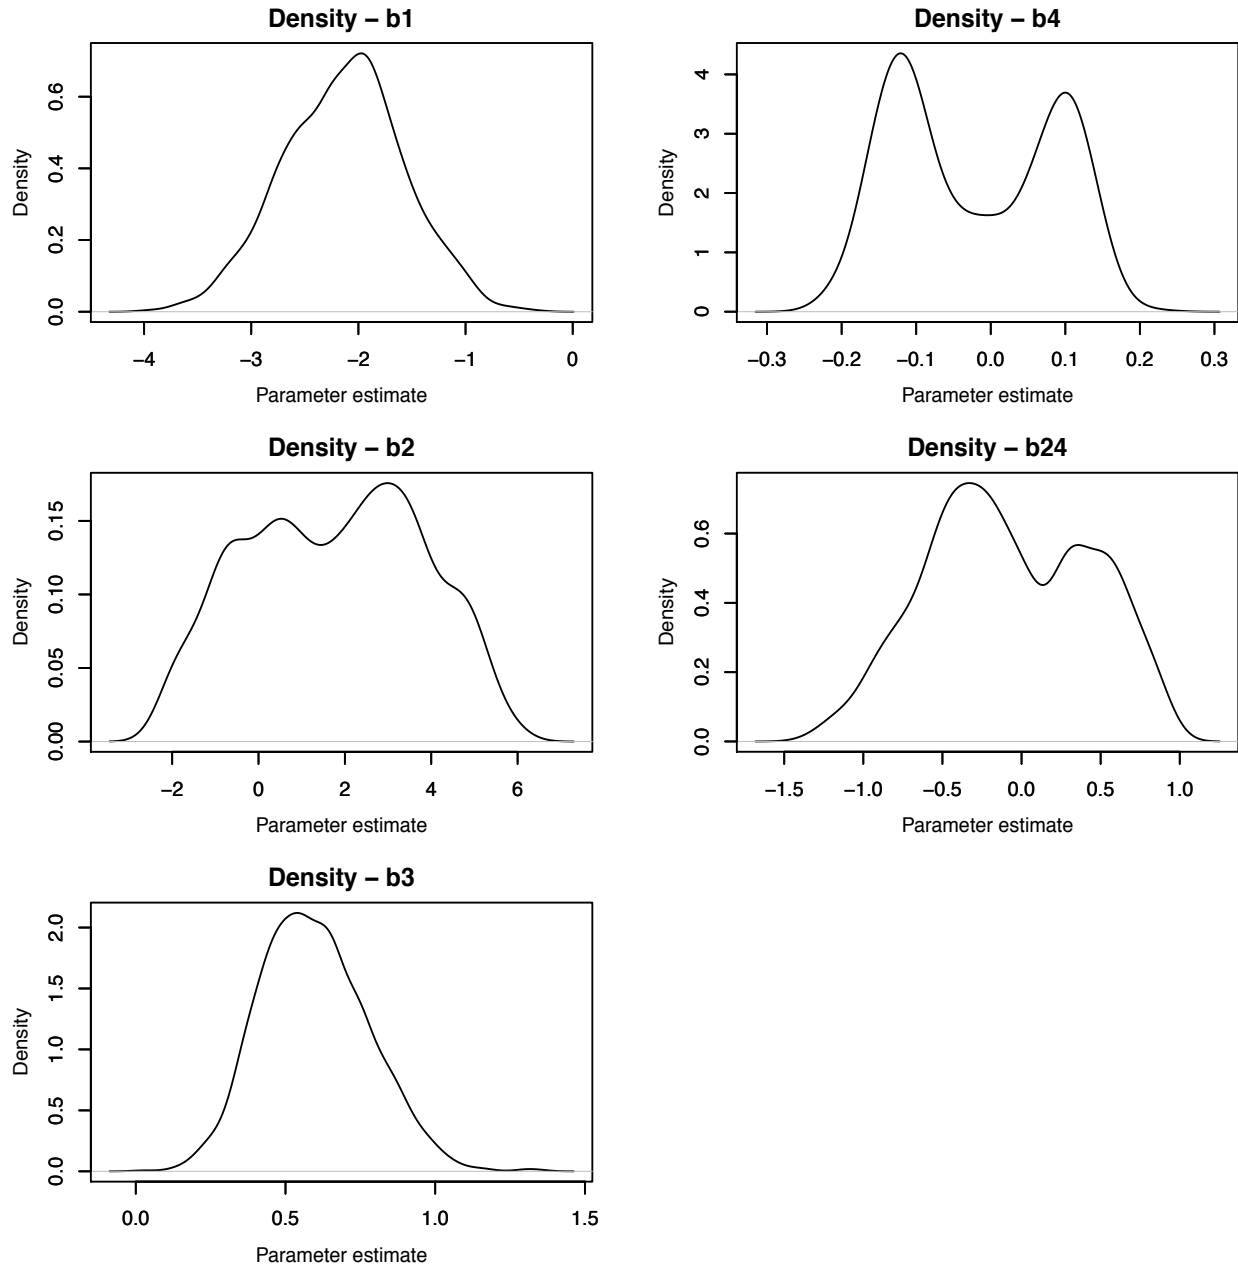 Density – b1
Density
0.0 0.2 0.4 0.6
−4 −3 −2 −1 0
Parameter estimate
Density – b4
Density
0 1 2 3 4
−0.3 −0.2 −0.1 0.0 0.1 0.2 0.3
Parameter estimate
Density – b2
Density
0.00 0.05 0.10 0.15
−2 0 2 4 6
Parameter estimate
Density – b24
Density
0.0 0.2 0.4 0.6
−1.5 −1.0 −0.5 0.0 0.5 1.0
Parameter estimate
Density – b3
Density
0.0 0.5 1.0 1.5 2.0
0.0 0.5 1.0 1.5
Parameter estimate